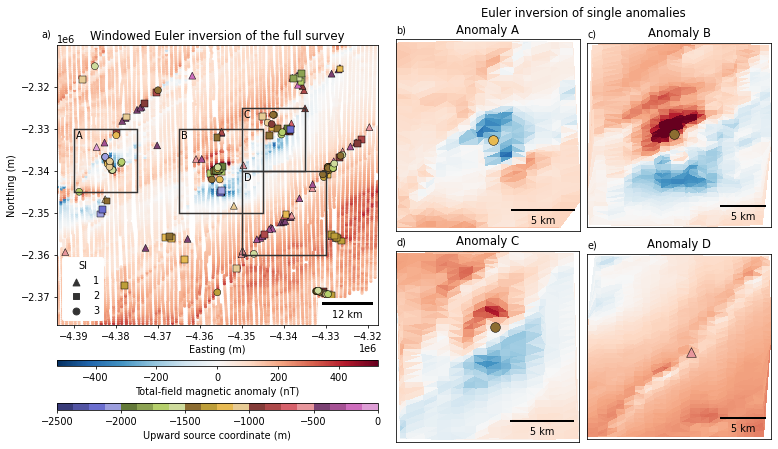 Euler inversion of single anomalies
a)
1e6
Windowed Euler inversion of the full survey
b)
Anomaly A
c)
Anomaly B
−2.32
−2.33
−2.34
−2.35
−2.36
−2.37
Northing (m)
A
B
C
D
SI
1
2
3
12 km
−4.39
−4.38
−4.37
−4.36
−4.35
−4.34
−4.33
−4.32
Easting (m)
1e6
5 km
5 km
d)
Anomaly C
e)
Anomaly D
5 km
5 km
−400
−200
0
200
400
Total-field magnetic anomaly (nT)
−2500
−2000
−1500
−1000
−500
0
Upward source coordinate (m)